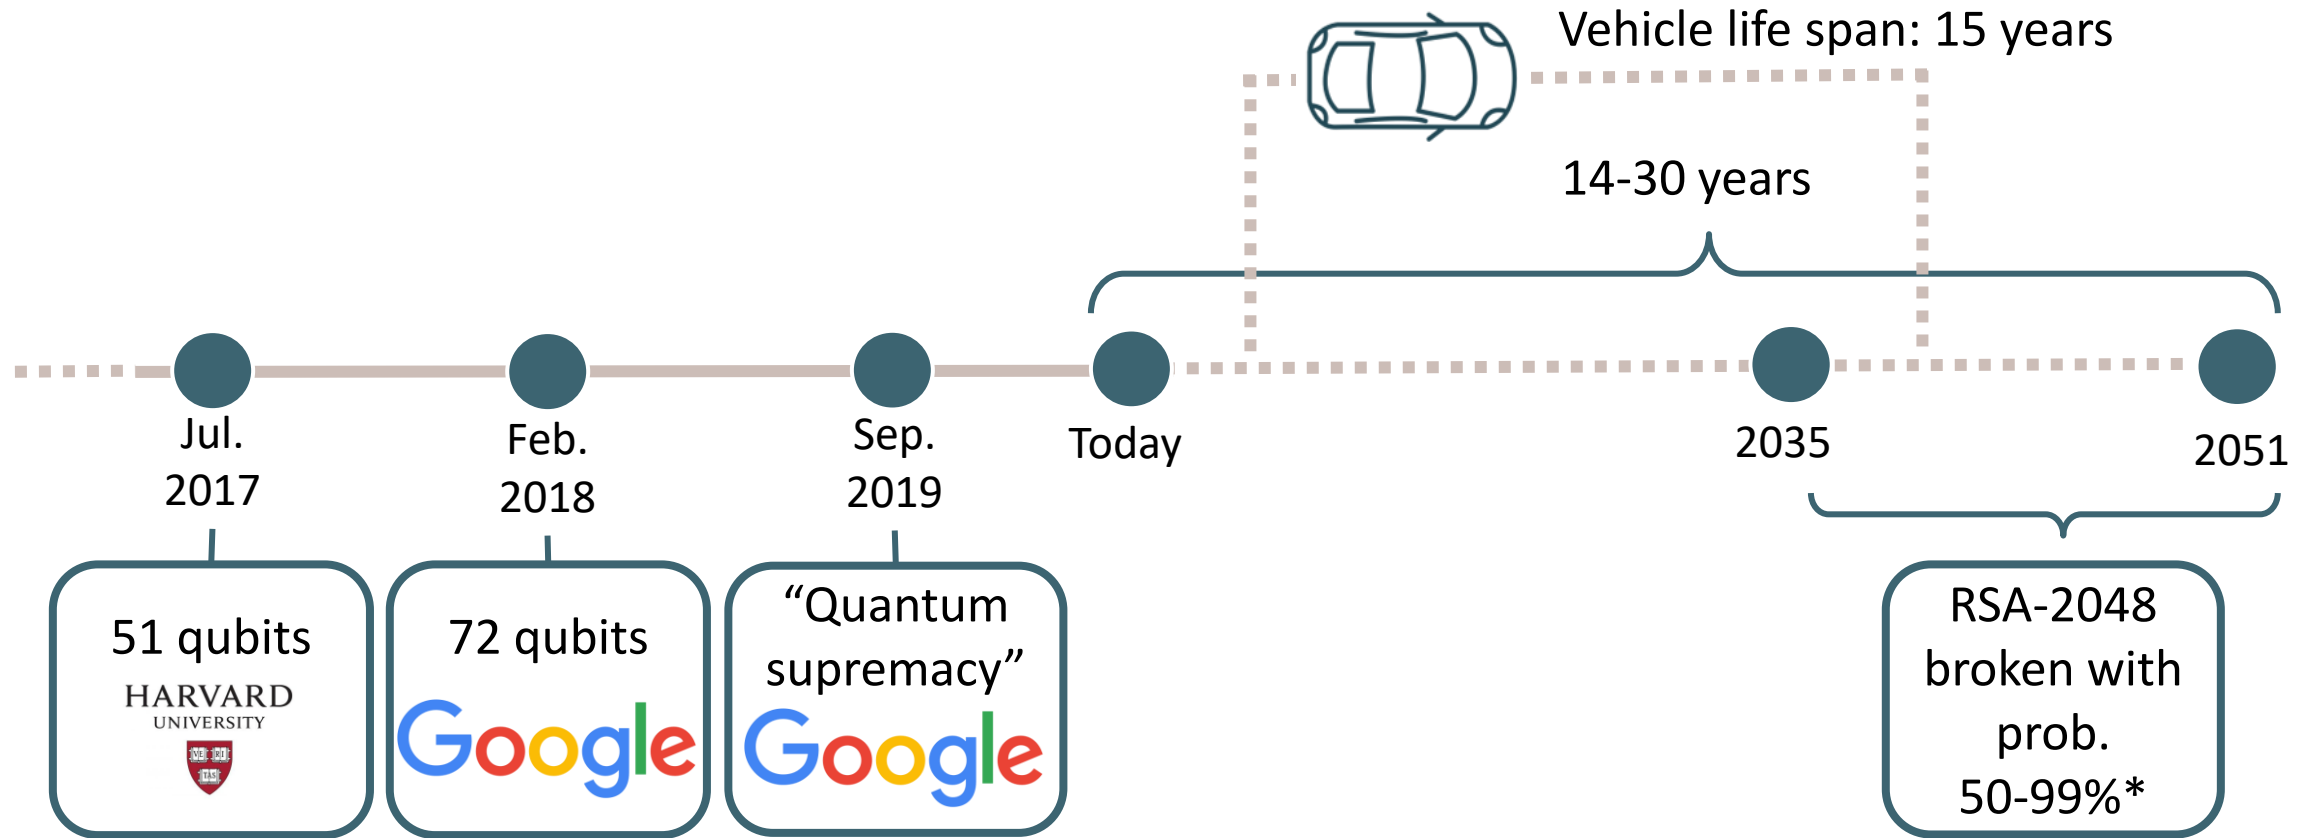 Vehicle life span: 15 years
14-30 years
Jul.
2017
Feb.
2018
Sep.
2019
Today
2035
2051
51 qubits
HARVARD
UNIVERSITY
VE RI
TAS
72 qubits
Google
“Quantum
supremacy”
Google
RSA-2048
broken with
prob.
50-99%*